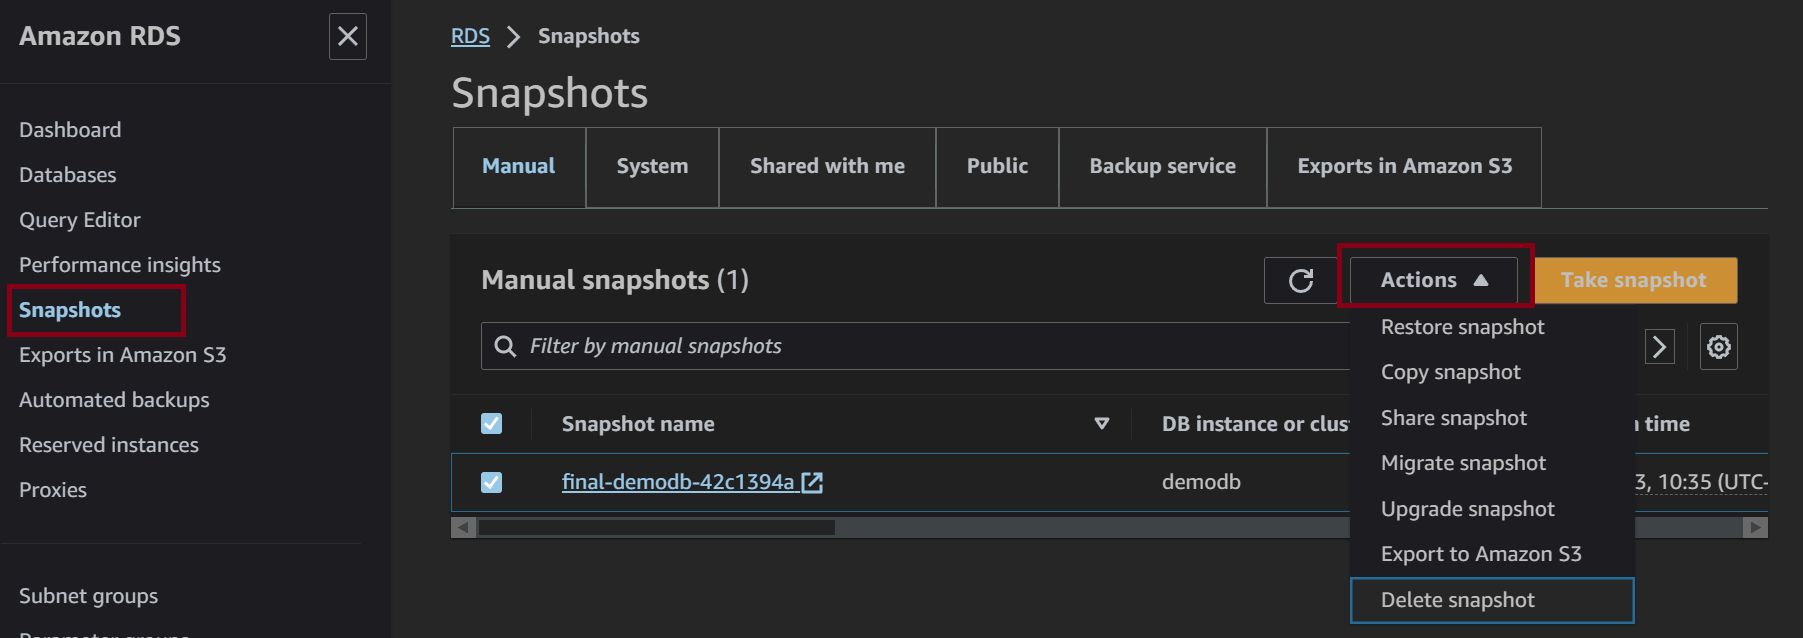 Amazon RDS
Dashboard
Databases
Query Editor
Performance insights
Snapshots
Exports in Amazon S3
Automated backups
Reserved instances
Proxies
Subnet groups
Parameter groups
RDS > Snapshots
Snapshots
Manual System Shared with me Public Backup service Exports in Amazon S3
Manual snapshots (1)
Actions
Take snapshot
Filter by manual snapshots
Restore snapshot
Copy snapshot
Share snapshot
Migrate snapshot
Upgrade snapshot
Export to Amazon S3
Delete snapshot
Snapshot name DB instance or clus time
final-demodb-42c1394a demodb 3, 10:35 (UTC-